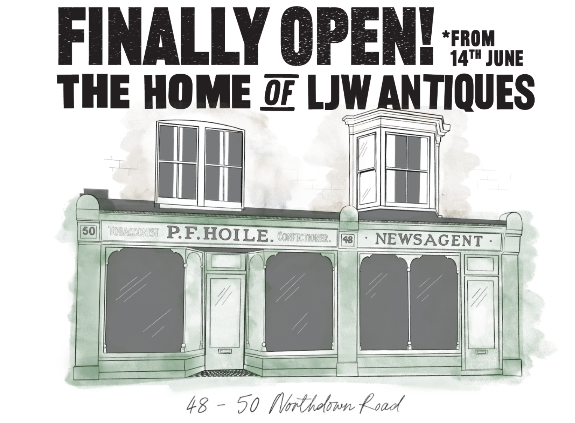 FINALLY OPEN! *FROM
14TH JUNE
THE HOME OF LJW ANTIQUES
50 TOBACCONIST P.F.HOILE. CONFECTIONER. 48 · NEWSAGENT ·
48 - 50 Northdown Road